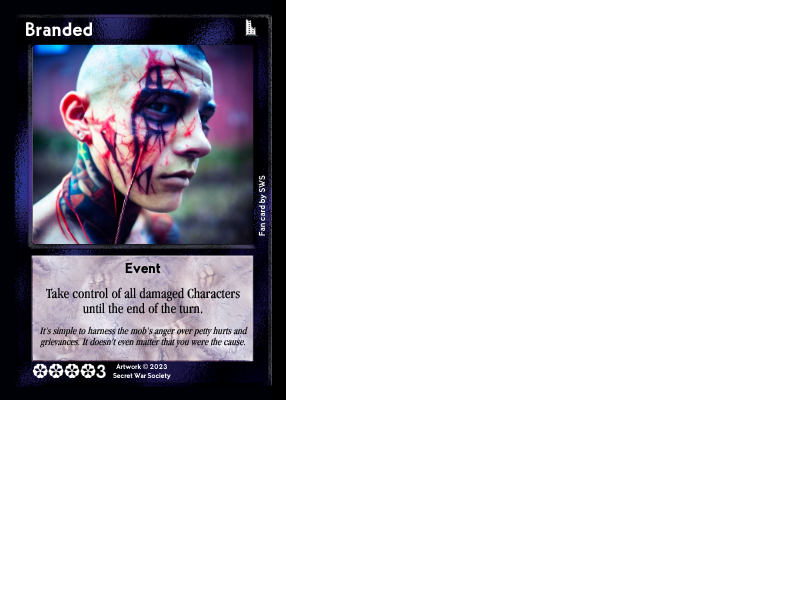 Branded
Fan card by SWS
Event
Take control of all damaged Characters
until the end of the turn.
It's simple to harness the mob's anger over petty hurts and
grievances. It doesn't even matter that you were the cause.
3
Artwork © 2023
Secret War Society